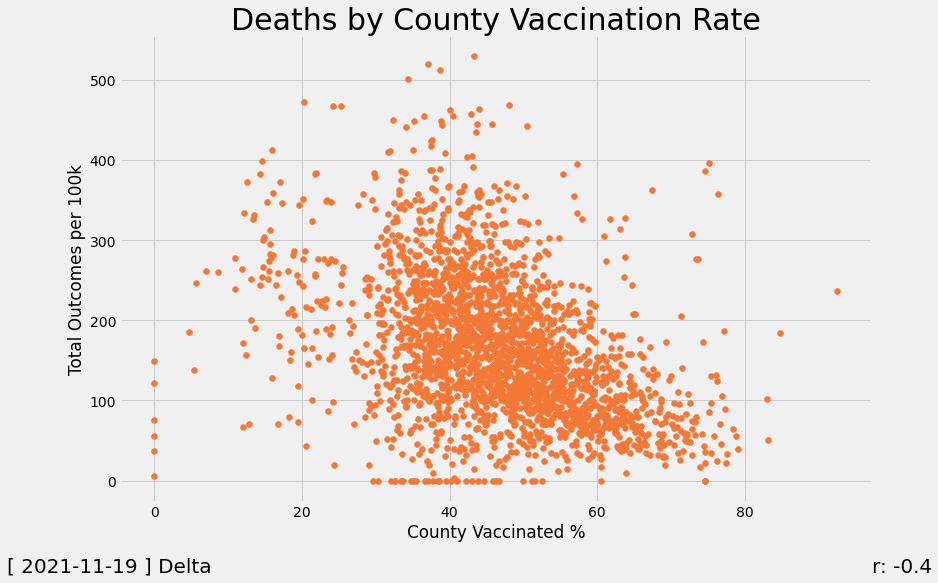 Deaths by County Vaccination Rate
Total Outcomes per 100k
500
400
300
200
100
0
0 20 40 60 80
County Vaccinated %
[ 2021-11-19 ] Delta
r: -0.4